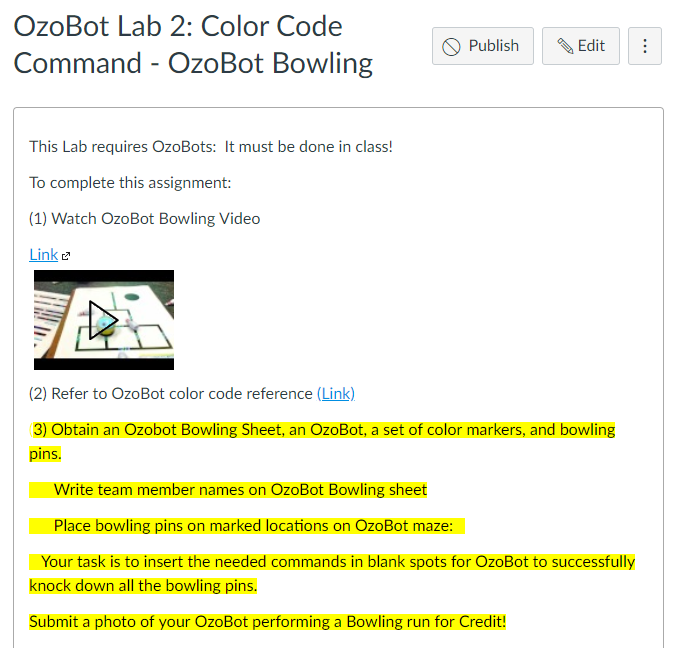 OzoBot Lab 2: Color Code
Command - OzoBot Bowling
Publish
Edit
This Lab requires OzoBots:  It must be done in class!
To complete this assignment:
(1) Watch OzoBot Bowling Video
Link
(2) Refer to OzoBot color code reference (Link)
3) Obtain an Ozobot Bowling Sheet, an OzoBot, a set of color markers, and bowling
pins.
Write team member names on OzoBot Bowling sheet
Place bowling pins on marked locations on OzoBot maze:
Your task is to insert the needed commands in blank spots for OzoBot to successfully
knock down all the bowling pins.
Submit a photo of your OzoBot performing a Bowling run for Credit!